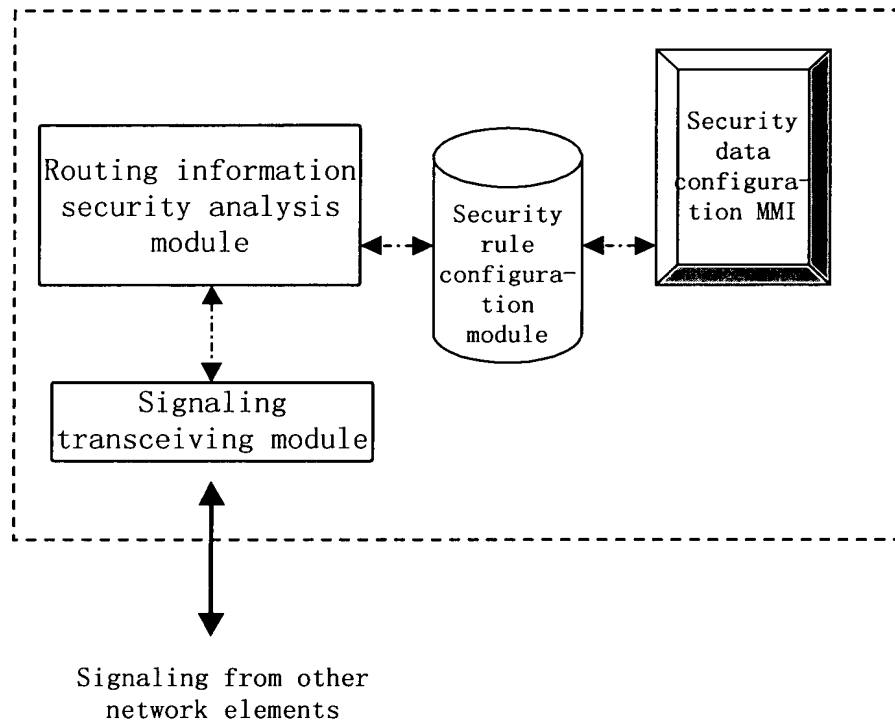 Routing information
security analysis
module
Security
rule
configura-
tion
module
Security
data
configura-
tion MMI
Signaling
transceiving module
Signaling from other
network elements